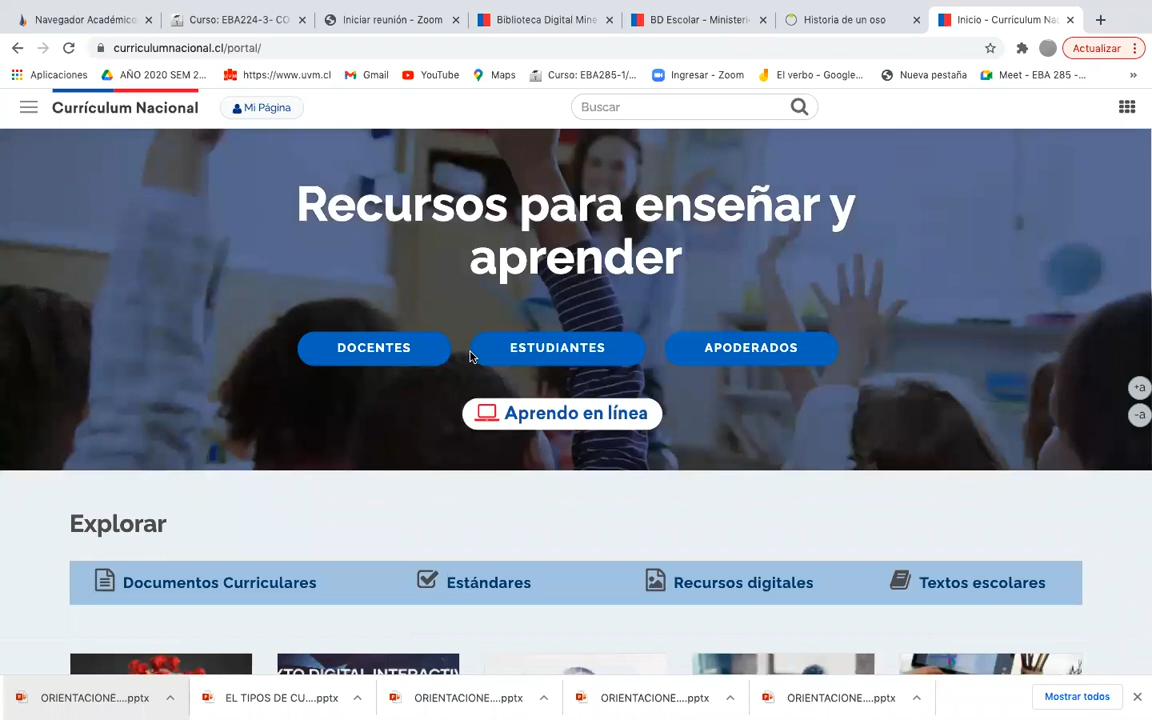 Navegador Académico
Curso: EBA224-3- CO
Iniciar reunión - Zoom
Biblioteca Digital Mine
BD Escolar - Ministeri
Historia de un oso
Inicio - Curriculum Nac
curriculumnacional.cl/portal/
Actualizar
Aplicaciones
AÑO 2020 SEM 2...
https://www.uvm.cl
Gmail
YouTube
Maps
Curso: EBA285-1/...
Ingresar - Zoom
El verbo - Google...
Nueva pestaña
Meet - EBA 285 -...
»
Currículum Nacional
Mi Página
Buscar
Recursos para enseñar y
aprender
DOCENTES
ESTUDIANTES
APODERADOS
+a
Aprendo en línea
-a
Explorar
Documentos Curriculares
Estándares
Recursos digitales
Textos escolares
ORIENTACIONE....pptx
EL TIPOS DE CU....pptx
ORIENTACIONE....pptx
ORIENTACIONE....pptx
ORIENTACIONE....pptx
Mostrar todos